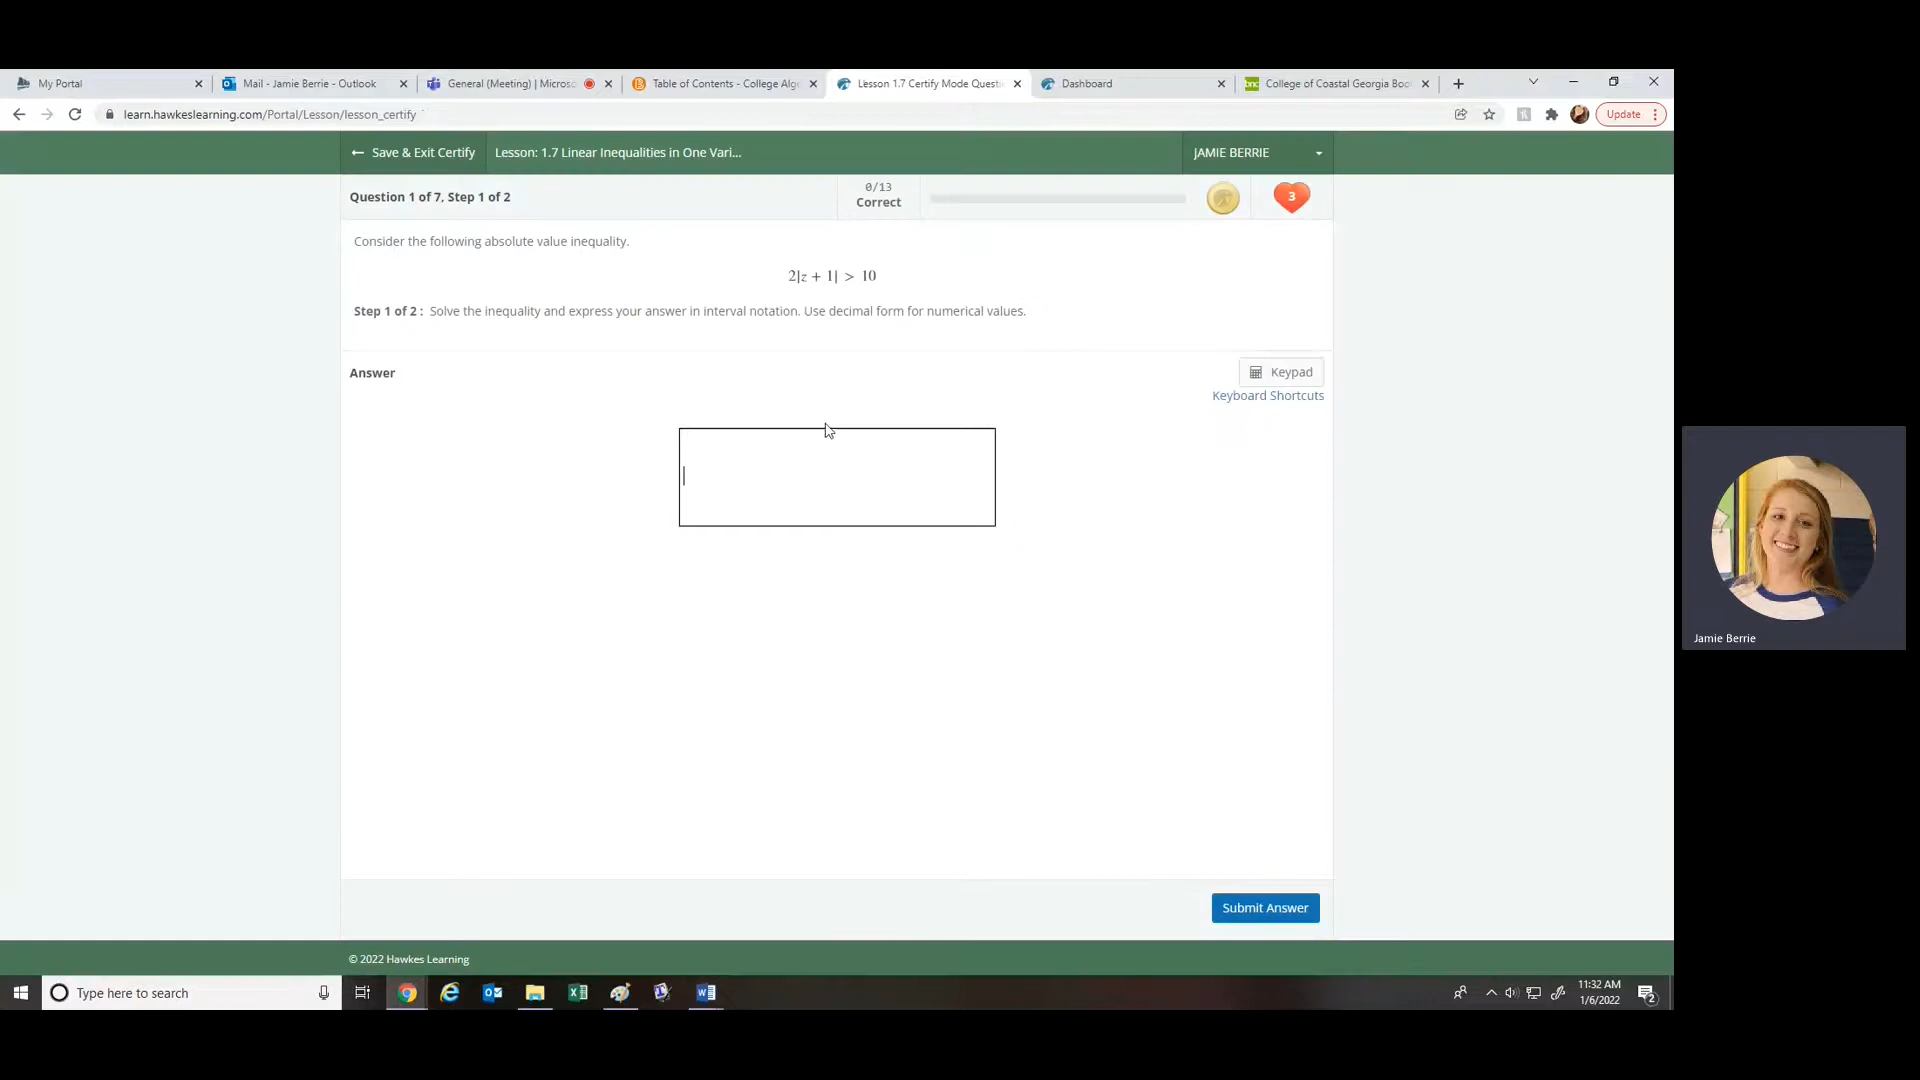 My Portal
Mail - Jamie Berrie - Outlook
General (Meeting) | Micros
Table of Contents - College Alg
Lesson 1.7 Certify Mode Questi
Dashboard
College of Coastal Georgia Boo
learn.hawkeslearning.com/Portal/Lesson/lesson_certify
Update
← Save & Exit Certify
Lesson: 1.7 Linear Inequalities in One Vari...
JAMIE BERRIE
Question 1 of 7, Step 1 of 2
0/13
Correct
3
Consider the following absolute value inequality.
2|z + 1| > 10
Step 1 of 2 : Solve the inequality and express your answer in interval notation. Use decimal form for numerical values.
Answer
Keypad
Keyboard Shortcuts
Jamie Berrie
Submit Answer
© 2022 Hawkes Learning
Type here to search
11:32 AM
1/6/2022
2